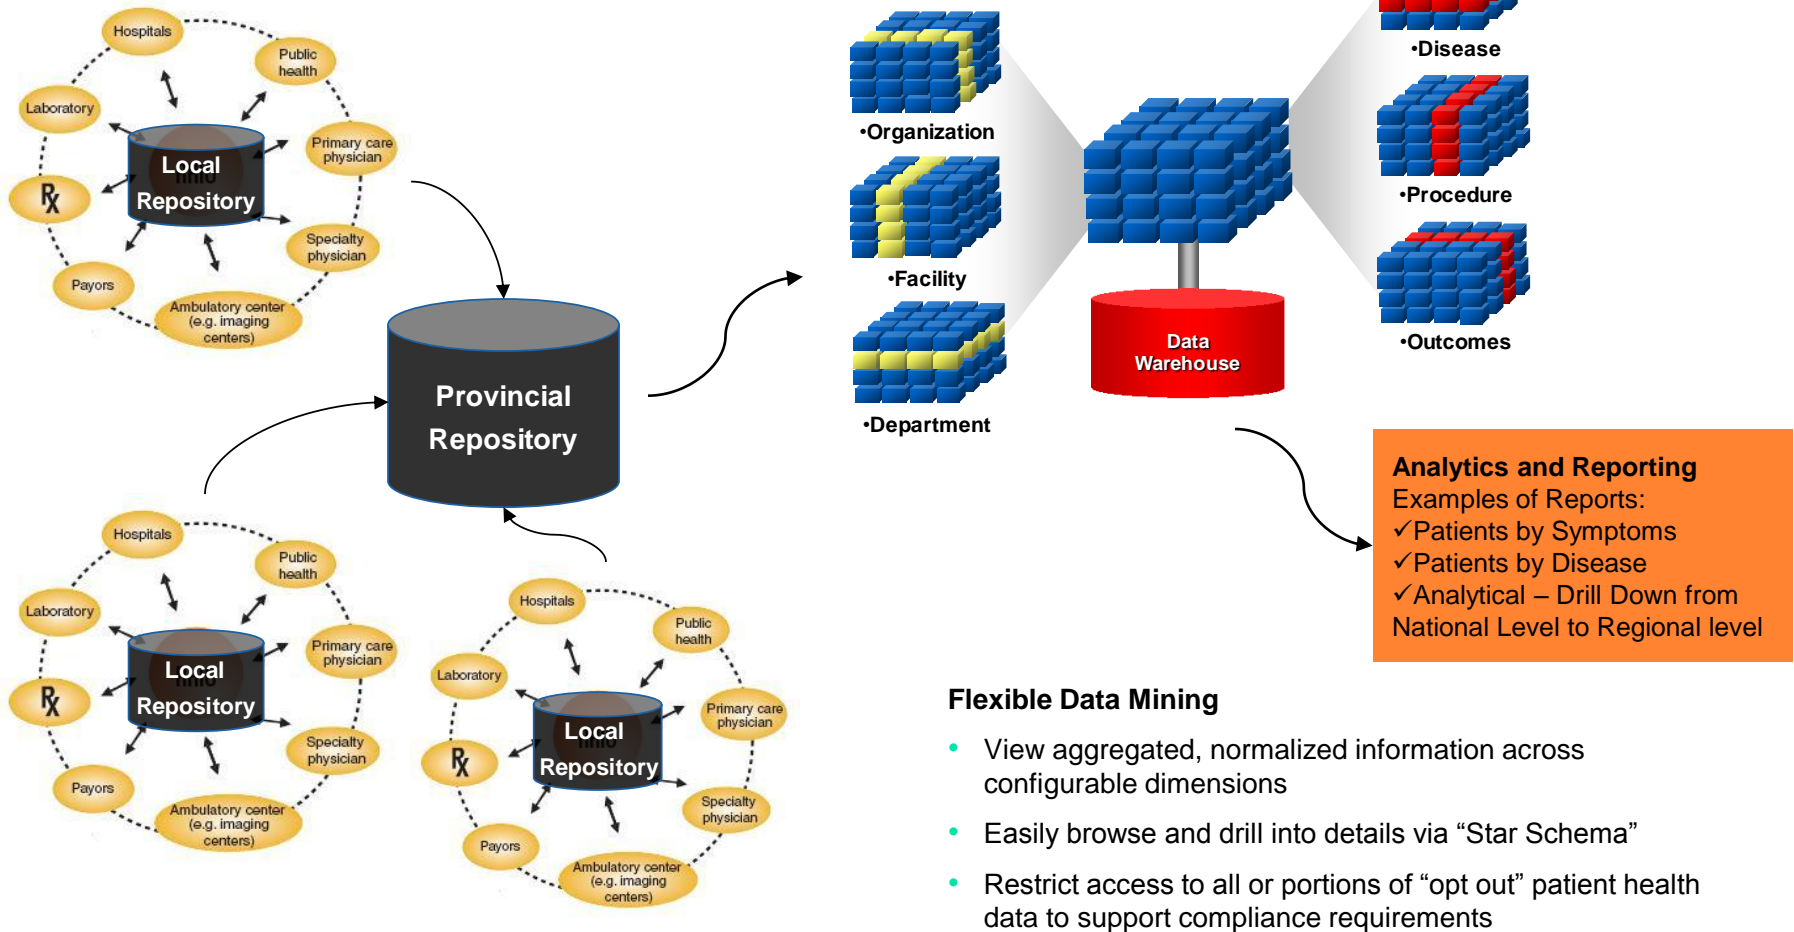 Hospitals
Public
health
Laboratory
Primary care
physician
Local
Repository
Rx
Specialty
physician
Payors
Ambulatory center
(e.g. imaging
centers)
Provincial
Repository
Hospitals
Public
health
Laboratory
Primary care
physician
Local
Repository
Rx
Specialty
physician
Payors
Ambulatory center
(e.g. imaging
centers)
Hospitals
Public
health
Laboratory
Primary care
physician
Local
Repository
Rx
Specialty
physician
Payors
Ambulatory center
(e.g. imaging
centers)
•Organization
•Facility
•Department
Data
Warehouse
•Disease
•Procedure
•Outcomes
Analytics and Reporting
Examples of Reports:
✓Patients by Symptoms
✓Patients by Disease
✓Analytical – Drill Down from
National Level to Regional level
Flexible Data Mining
• View aggregated, normalized information across
configurable dimensions
• Easily browse and drill into details via “Star Schema”
• Restrict access to all or portions of “opt out” patient health
data to support compliance requirements